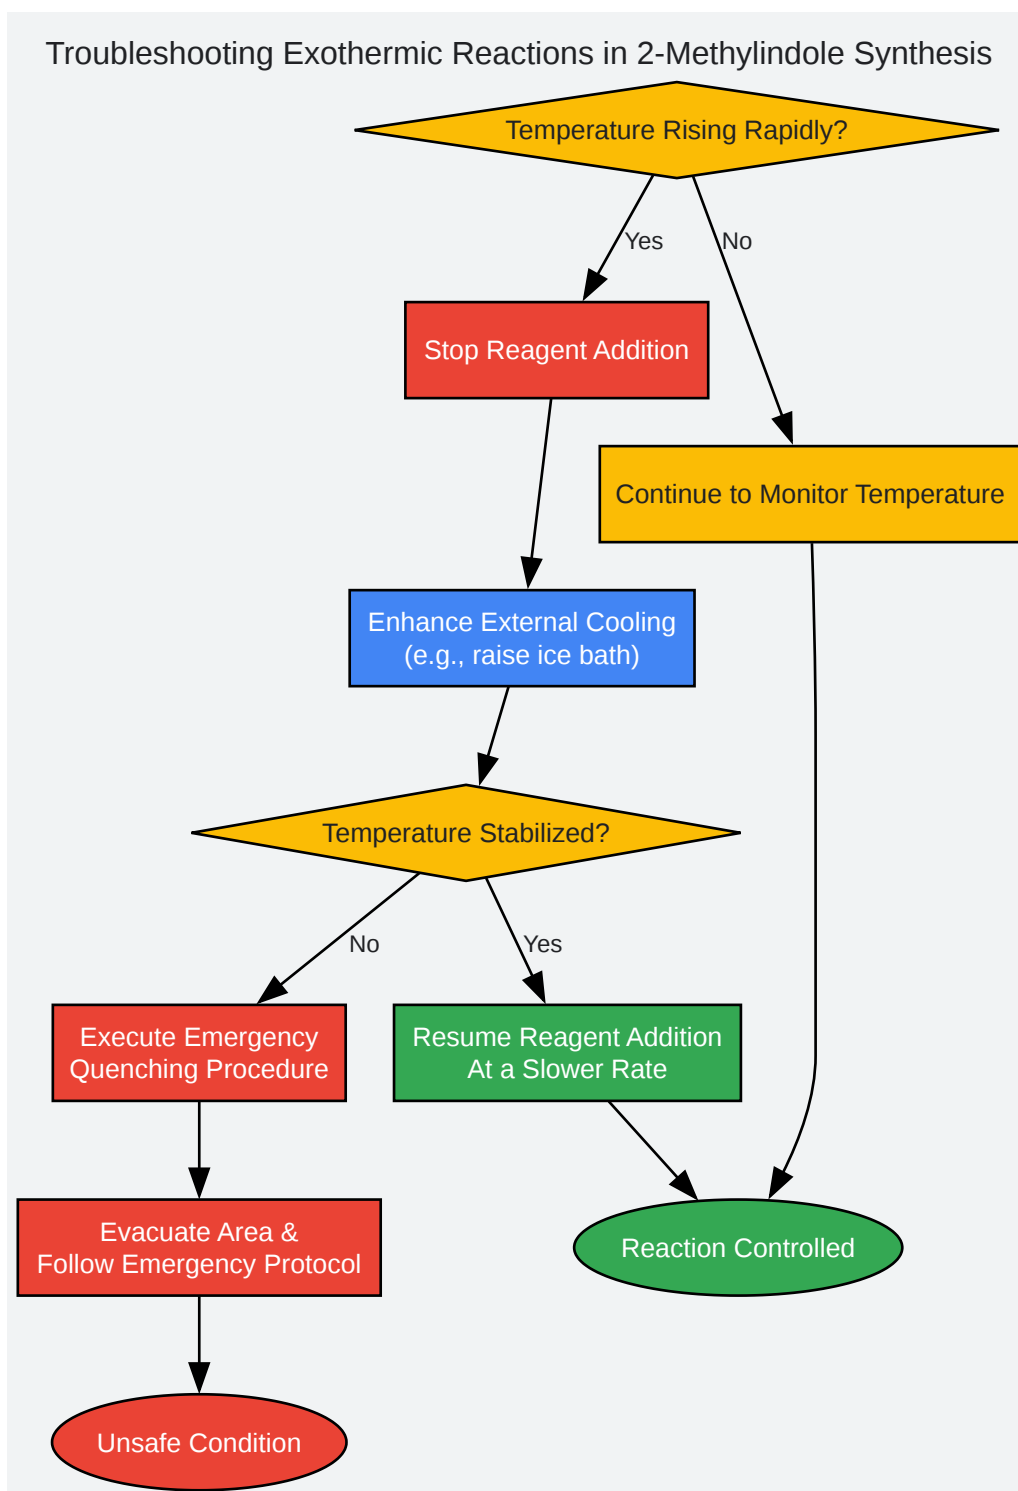 Troubleshooting Exothermic Reactions in 2-Methylindole Synthesis
Temperature Rising Rapidly?
Yes
No
Stop Reagent Addition
Continue to Monitor Temperature
Enhance External Cooling
(e.g., raise ice bath)
Temperature Stabilized?
No
Yes
Execute Emergency
Quenching Procedure
Resume Reagent Addition
At a Slower Rate
Evacuate Area &
Follow Emergency Protocol
Reaction Controlled
Unsafe Condition